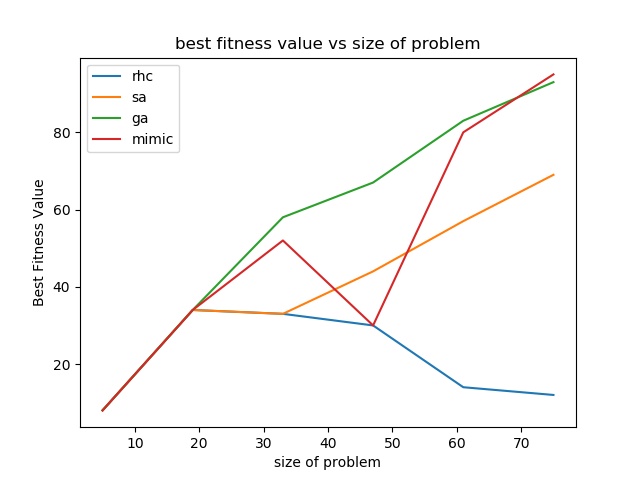 best fitness value vs size of problem
rhc
sa
ga
mimic
80
60
40
20
Best Fitness Value
10 20 30 40 50 60 70
size of problem